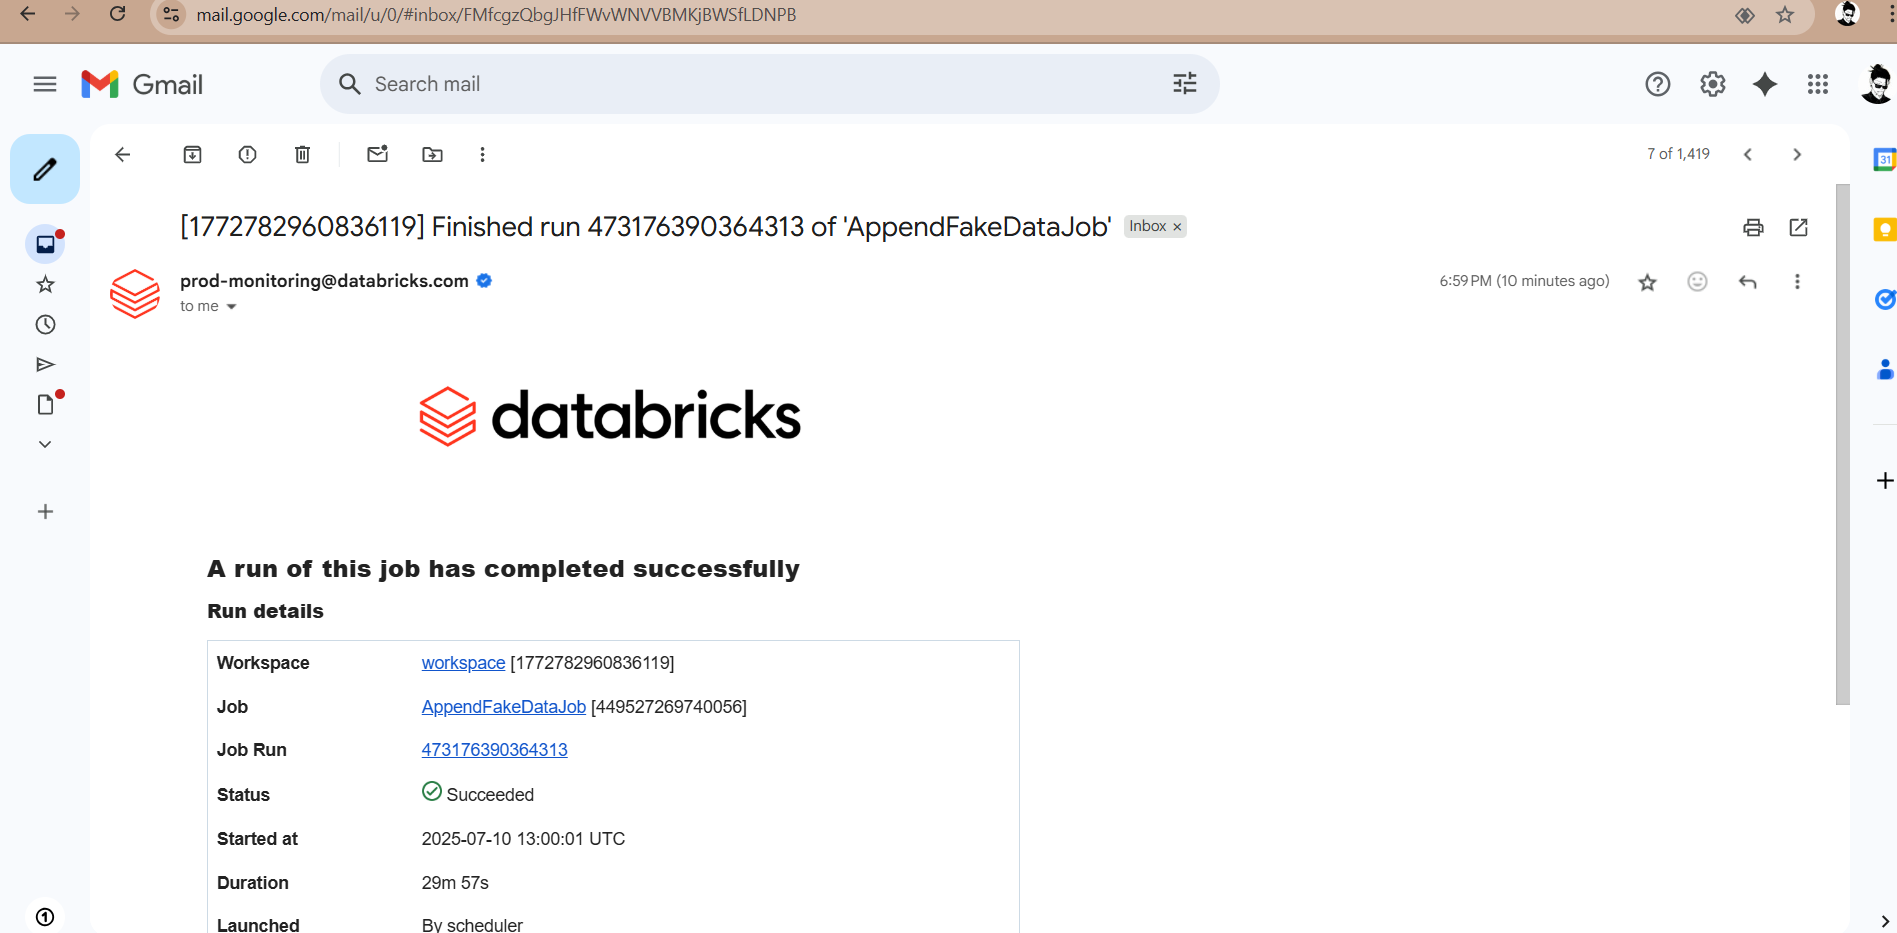 mail.google.com/mail/u/0/#inbox/FMfcgzQbgJHfFWvWNVVBMKjBWSfLDNPB
Gmail
Search mail
7 of 1,419
31
[1772782960836119] Finished run 473176390364313 of 'AppendFakeDataJob' Inbox ×
prod-monitoring@databricks.com
6:59 PM (10 minutes ago)
to me
databricks
A run of this job has completed successfully
Run details
Workspace workspace [1772782960836119]
Job AppendFakeDataJob [449527269740056]
Job Run 473176390364313
Status Succeeded
Started at 2025-07-10 13:00:01 UTC
Duration 29m 57s
Launched By scheduler
1